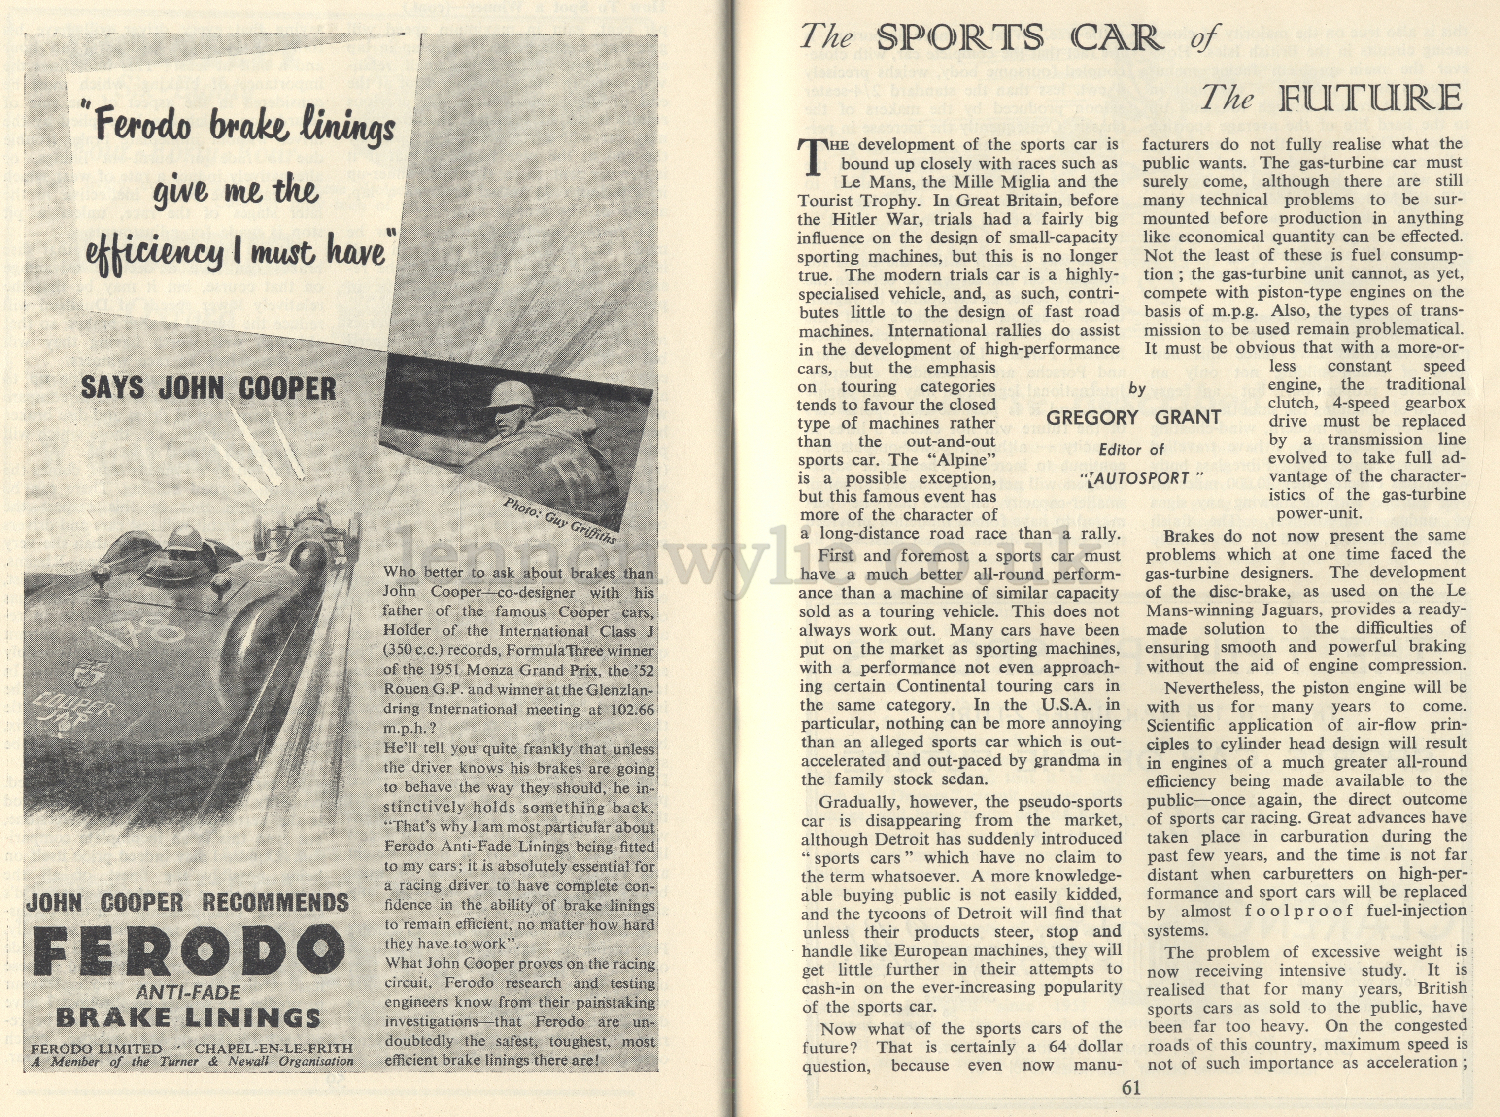 "Ferodo brake linings
give me the
efficiency I must have"
SAYS JOHN COOPER
Photo: Guy Griffiths
COOPER
JAP
Who better to ask about brakes than
John Cooper—co-designer with his
father of the famous Cooper cars,
Holder of the International Class J
(350 c.c.) records, Formula Three winner
of the 1951 Monza Grand Prix, the '52
Rouen G.P. and winner at the Glenzlan-
dring International meeting at 102.66
m.p.h.?
He'll tell you quite frankly that unless
the driver knows his brakes are going
to behave the way they should, he in-
stinctively holds something back.
"That's why I am most particular about
Ferodo Anti-Fade Linings being fitted
to my cars; it is absolutely essential for
a racing driver to have complete con-
fidence in the ability of brake linings
to remain efficient, no matter how hard
they have to work".
What John Cooper proves on the racing
circuit, Ferodo research and testing
engineers know from their painstaking
investigations—that Ferodo are un-
doubtedly the safest, toughest, most
efficient brake linings there are!
JOHN COOPER RECOMMENDS
FERODO
ANTI-FADE
BRAKE LININGS
FERODO LIMITED · CHAPEL-EN-LE-FRITH
A Member of the Turner & Newall Organisation
The SPORTS CAR of
The FUTURE
THE development of the sports car is
bound up closely with races such as
Le Mans, the Mille Miglia and the
Tourist Trophy. In Great Britain, before
the Hitler War, trials had a fairly big
influence on the design of small-capacity
sporting machines, but this is no longer
true. The modern trials car is a highly-
specialised vehicle, and, as such, contri-
butes little to the design of fast road
machines. International rallies do assist
in the development of high-performance
cars, but the emphasis
on touring categories
tends to favour the closed
type of machines rather
than the out-and-out
sports car. The "Alpine"
is a possible exception,
but this famous event has
more of the character of
a long-distance road race than a rally.
First and foremost a sports car must
have a much better all-round perform-
ance than a machine of similar capacity
sold as a touring vehicle. This does not
always work out. Many cars have been
put on the market as sporting machines,
with a performance not even approach-
ing certain Continental touring cars in
the same category. In the U.S.A. in
particular, nothing can be more annoying
than an alleged sports car which is out-
accelerated and out-paced by grandma in
the family stock sedan.
Gradually, however, the pseudo-sports
car is disappearing from the market,
although Detroit has suddenly introduced
"sports cars" which have no claim to
the term whatsoever. A more knowledge-
able buying public is not easily kidded,
and the tycoons of Detroit will find that
unless their products steer, stop and
handle like European machines, they will
get little further in their attempts to
cash-in on the ever-increasing popularity
of the sports car.
Now what of the sports cars of the
future? That is certainly a 64 dollar
question, because even now manu-
by
GREGORY GRANT
Editor of
"AUTOSPORT"
facturers do not fully realise what the
public wants. The gas-turbine car must
surely come, although there are still
many technical problems to be sur-
mounted before production in anything
like economical quantity can be effected.
Not the least of these is fuel consump-
tion; the gas-turbine unit cannot, as yet,
compete with piston-type engines on the
basis of m.p.g. Also, the types of trans-
mission to be used remain problematical.
It must be obvious that with a more-or-
less constant speed
engine, the traditional
clutch, 4-speed gearbox
drive must be replaced
by a transmission line
evolved to take full ad-
vantage of the character-
istics of the gas-turbine
power-unit.
Brakes do not now present the same
problems which at one time faced the
gas-turbine designers. The development
of the disc-brake, as used on the Le
Mans-winning Jaguars, provides a ready-
made solution to the difficulties of
ensuring smooth and powerful braking
without the aid of engine compression.
Nevertheless, the piston engine will be
with us for many years to come.
Scientific application of air-flow prin-
ciples to cylinder head design will result
in engines of a much greater all-round
efficiency being made available to the
public—once again, the direct outcome
of sports car racing. Great advances have
taken place in carburation during the
past few years, and the time is not far
distant when carburetters on high-per-
formance and sport cars will be replaced
by almost foolproof fuel-injection
systems.
The problem of excessive weight is
now receiving intensive study. It is
realised that for many years, British
sports cars as sold to the public, have
been far too heavy. On the congested
roads of this country, maximum speed is
not of such importance as acceleration;
61
lennonwylie.co.uk